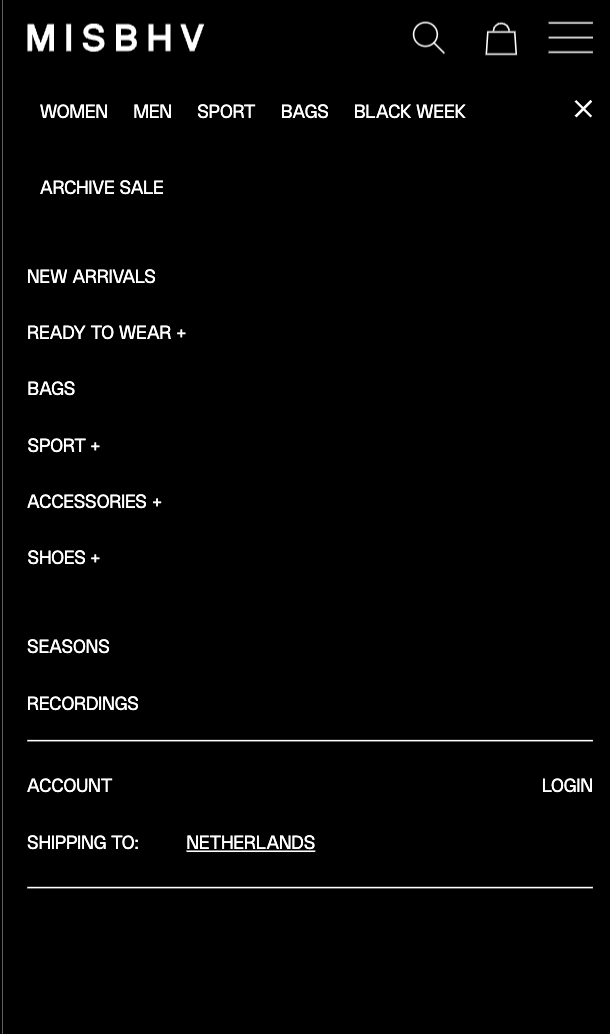 MISBHV
WOMEN MEN SPORT BAGS BLACK WEEK
ARCHIVE SALE
NEW ARRIVALS
READY TO WEAR +
BAGS
SPORT +
ACCESSORIES +
SHOES +
SEASONS
RECORDINGS
ACCOUNT LOGIN
SHIPPING TO: NETHERLANDS